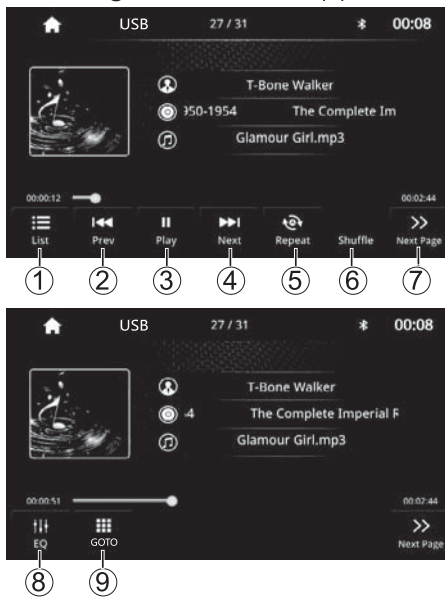 USB 27 / 31 00:08
T-Bone Walker
950-1954 The Complete Im
Glamour Girl.mp3
00:00:12 00:02:44
List Prev Play Next Repeat Shuffle Next Page
1 2 3 4 5 6 7
USB 27 / 31 00:08
T-Bone Walker
4 The Complete Imperial R
Glamour Girl.mp3
00:00:51 00:02:44
EQ GOTO Next Page
8 9